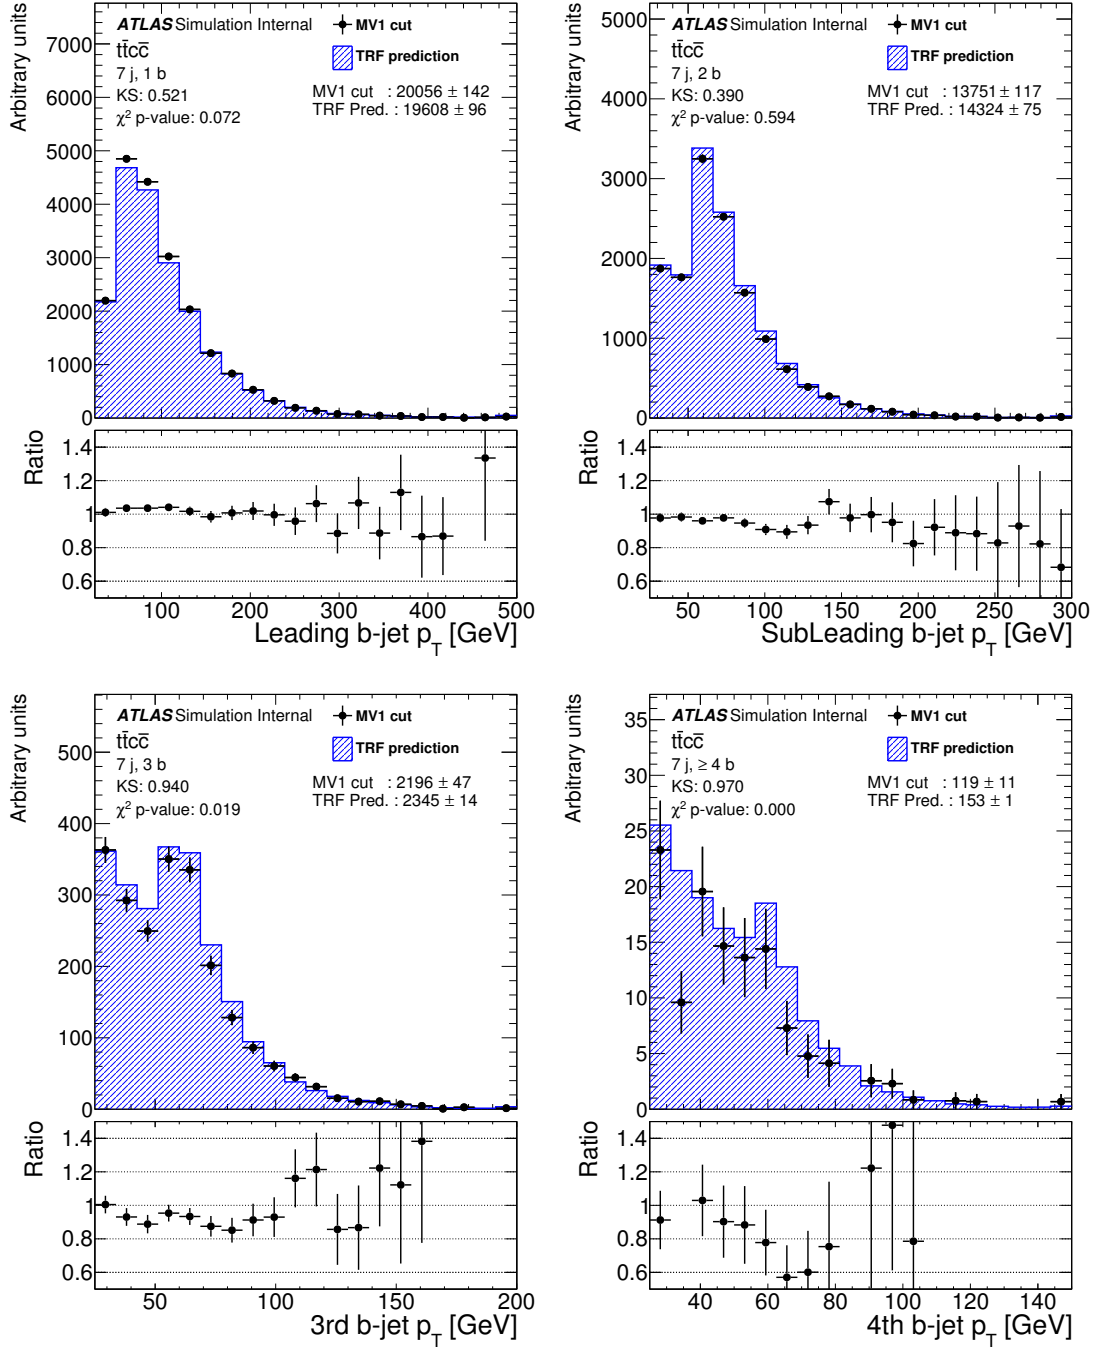 Arbitrary units
ATLAS Simulation Internal
tt̄cc̄
7 j, 1 b
KS: 0.521
χ² p-value: 0.072
MV1 cut
TRF prediction
MV1 cut : 20056 ± 142
TRF Pred. : 19608 ± 96
7000
6000
5000
4000
3000
2000
1000
0
Ratio
1.4
1.2
1
0.8
0.6
100 200 300 400 500
Leading b-jet p_T [GeV]
Arbitrary units
ATLAS Simulation Internal
tt̄cc̄
7 j, 2 b
KS: 0.390
χ² p-value: 0.594
MV1 cut
TRF prediction
MV1 cut : 13751 ± 117
TRF Pred. : 14324 ± 75
5000
4000
3000
2000
1000
0
Ratio
1.4
1.2
1
0.8
0.6
50 100 150 200 250 300
SubLeading b-jet p_T [GeV]
Arbitrary units
ATLAS Simulation Internal
tt̄cc̄
7 j, 3 b
KS: 0.940
χ² p-value: 0.019
MV1 cut
TRF prediction
MV1 cut : 2196 ± 47
TRF Pred. : 2345 ± 14
500
400
300
200
100
0
Ratio
1.4
1.2
1
0.8
0.6
50 100 150 200
3rd b-jet p_T [GeV]
Arbitrary units
ATLAS Simulation Internal
tt̄cc̄
7 j, ≥ 4 b
KS: 0.970
χ² p-value: 0.000
MV1 cut
TRF prediction
MV1 cut : 119 ± 11
TRF Pred. : 153 ± 1
35
30
25
20
15
10
5
0
Ratio
1.4
1.2
1
0.8
0.6
40 60 80 100 120 140
4th b-jet p_T [GeV]